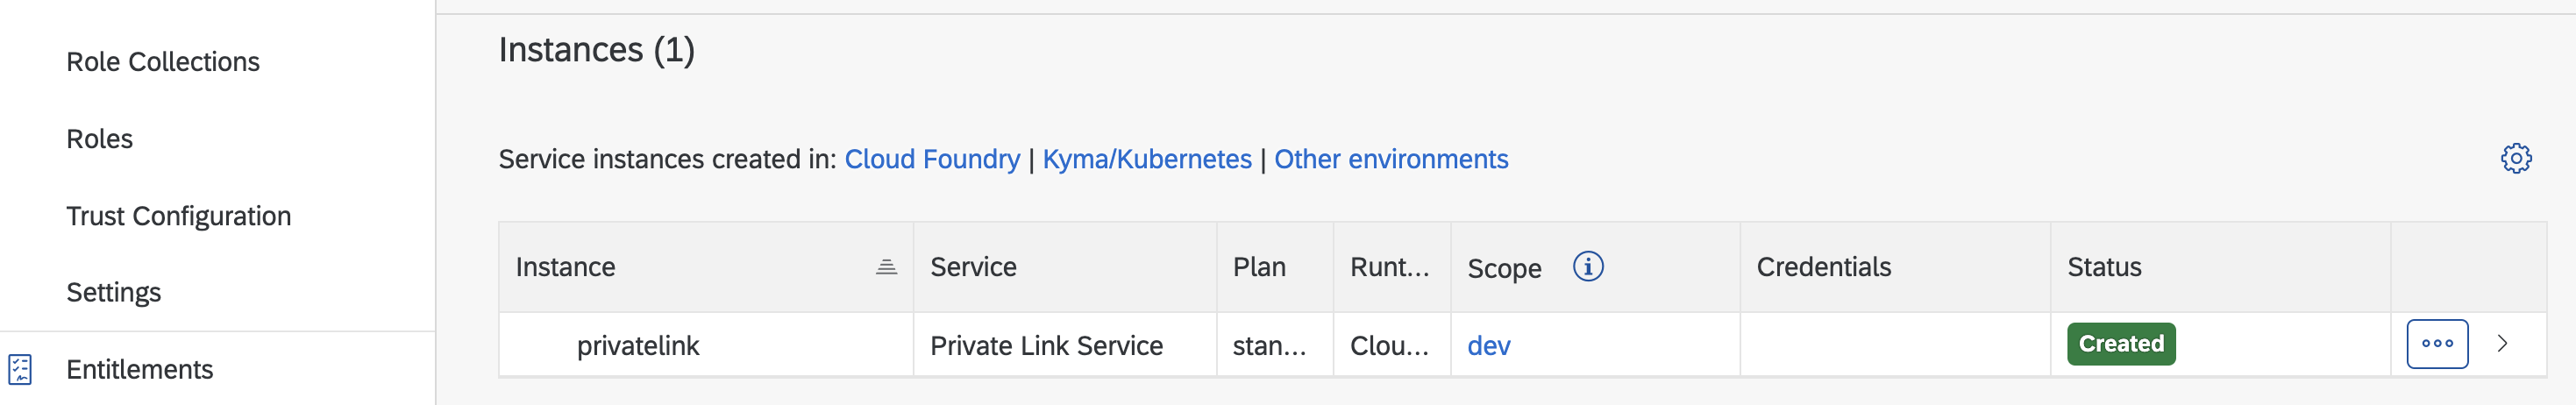 Role Collections
Roles
Trust Configuration
Settings
Entitlements
Instances (1)
Service instances created in: Cloud Foundry | Kyma/Kubernetes | Other environments
Instance Service Plan Runt... Scope Credentials Status
privatelink Private Link Service stan... Clou... dev Created